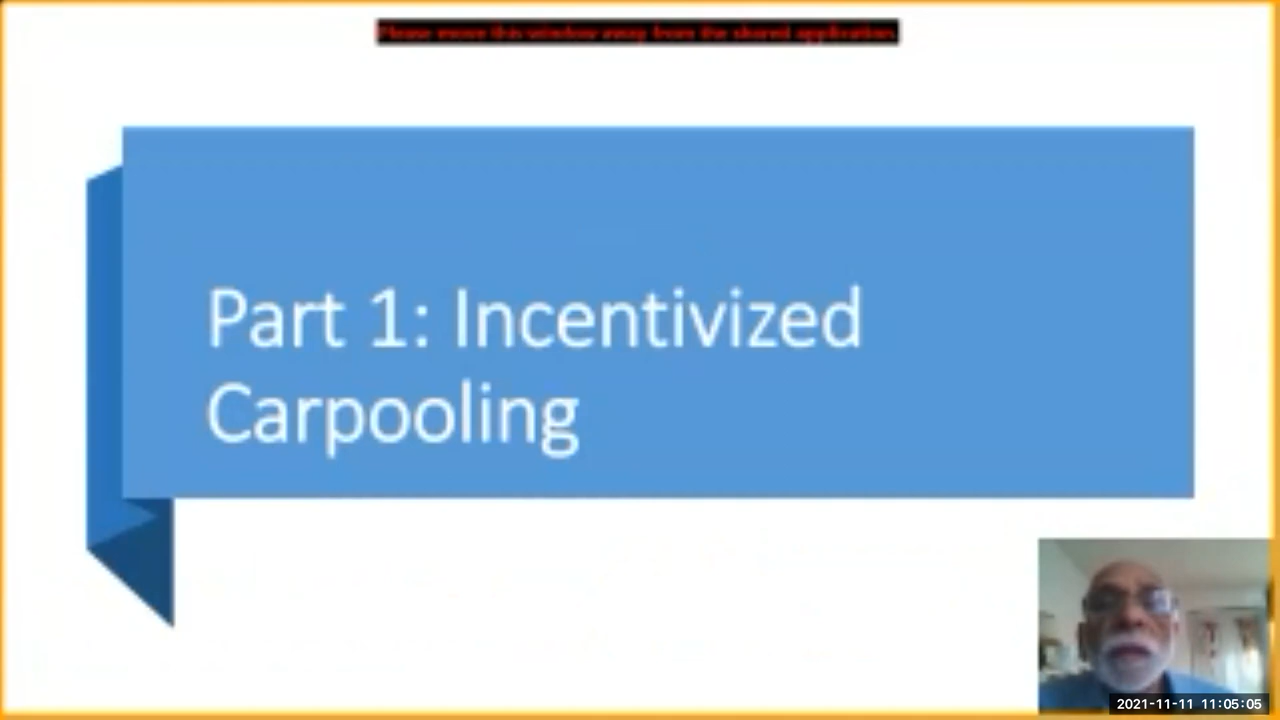 Please move this window away from the shared application.
Part 1: Incentivized
Carpooling
2021-11-11 11:05:05